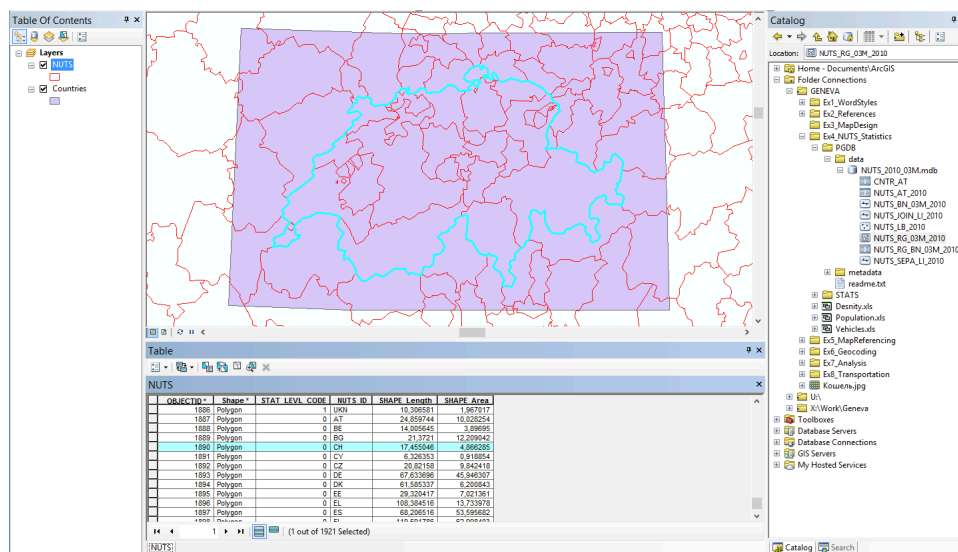 Table Of Contents
Layers
NUTS
Countries
Table
NUTS
OBJECTID * Shape * STAT_LEVL_CODE NUTS_ID SHAPE_Length SHAPE_Area
1886 Polygon 1 UKN 10,306581 1,967017
1887 Polygon 0 AT 24,859744 10,028254
1888 Polygon 0 BE 14,005645 3,89695
1889 Polygon 0 BG 21,3721 12,209042
1890 Polygon 0 CH 17,455046 4,866285
1891 Polygon 0 CY 6,326353 0,918854
1892 Polygon 0 CZ 20,82158 9,842418
1893 Polygon 0 DE 67,633696 45,946307
1894 Polygon 0 DK 61,585337 6,200843
1895 Polygon 0 EE 29,320417 7,021361
1896 Polygon 0 EL 108,384516 13,733978
1897 Polygon 0 ES 68,206516 53,595682
1 (1 out of 1921 Selected)
NUTS
Catalog
Location: NUTS_RG_03M_2010
Home - Documents\ArcGIS
Folder Connections
GENEVA
Ex1_WordStyles
Ex2_References
Ex3_MapDesign
Ex4_NUTS_Statistics
PGDB
data
NUTS_2010_03M.mdb
CNTR_AT
NUTS_AT_2010
NUTS_BN_03M_2010
NUTS_JOIN_LI_2010
NUTS_LB_2010
NUTS_RG_03M_2010
NUTS_RG_BN_03M_2010
NUTS_SEPA_LI_2010
metadata
readme.txt
STATS
Desnity.xls
Population.xls
Vehicles.xls
Ex5_MapReferencing
Ex6_Geocoding
Ex7_Analysis
Ex8_Transportation
Кошель.jpg
U:\
X:\Work\Geneva
Toolboxes
Database Servers
Database Connections
GIS Servers
My Hosted Services
Catalog Search